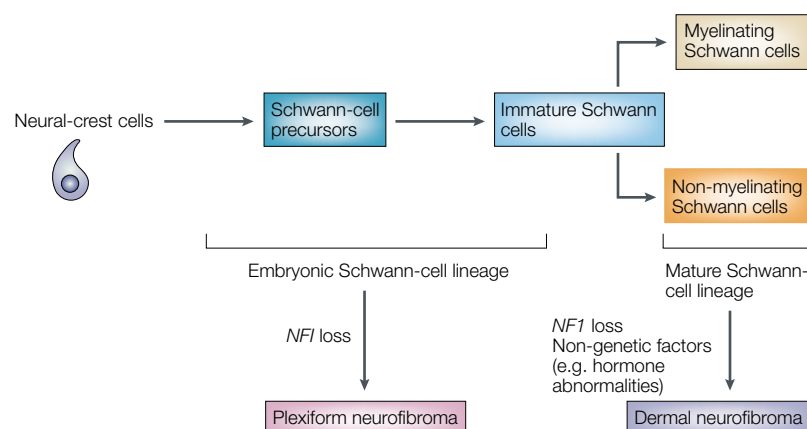 Myelinating
Schwann cells
Neural-crest cells
Schwann-cell
precursors
Immature Schwann
cells
Non-myelinating
Schwann cells
Embryonic Schwann-cell lineage
Mature Schwann-
cell lineage
NFI loss
NF1 loss
Non-genetic factors
(e.g. hormone
abnormalities)
Plexiform neurofibroma
Dermal neurofibroma